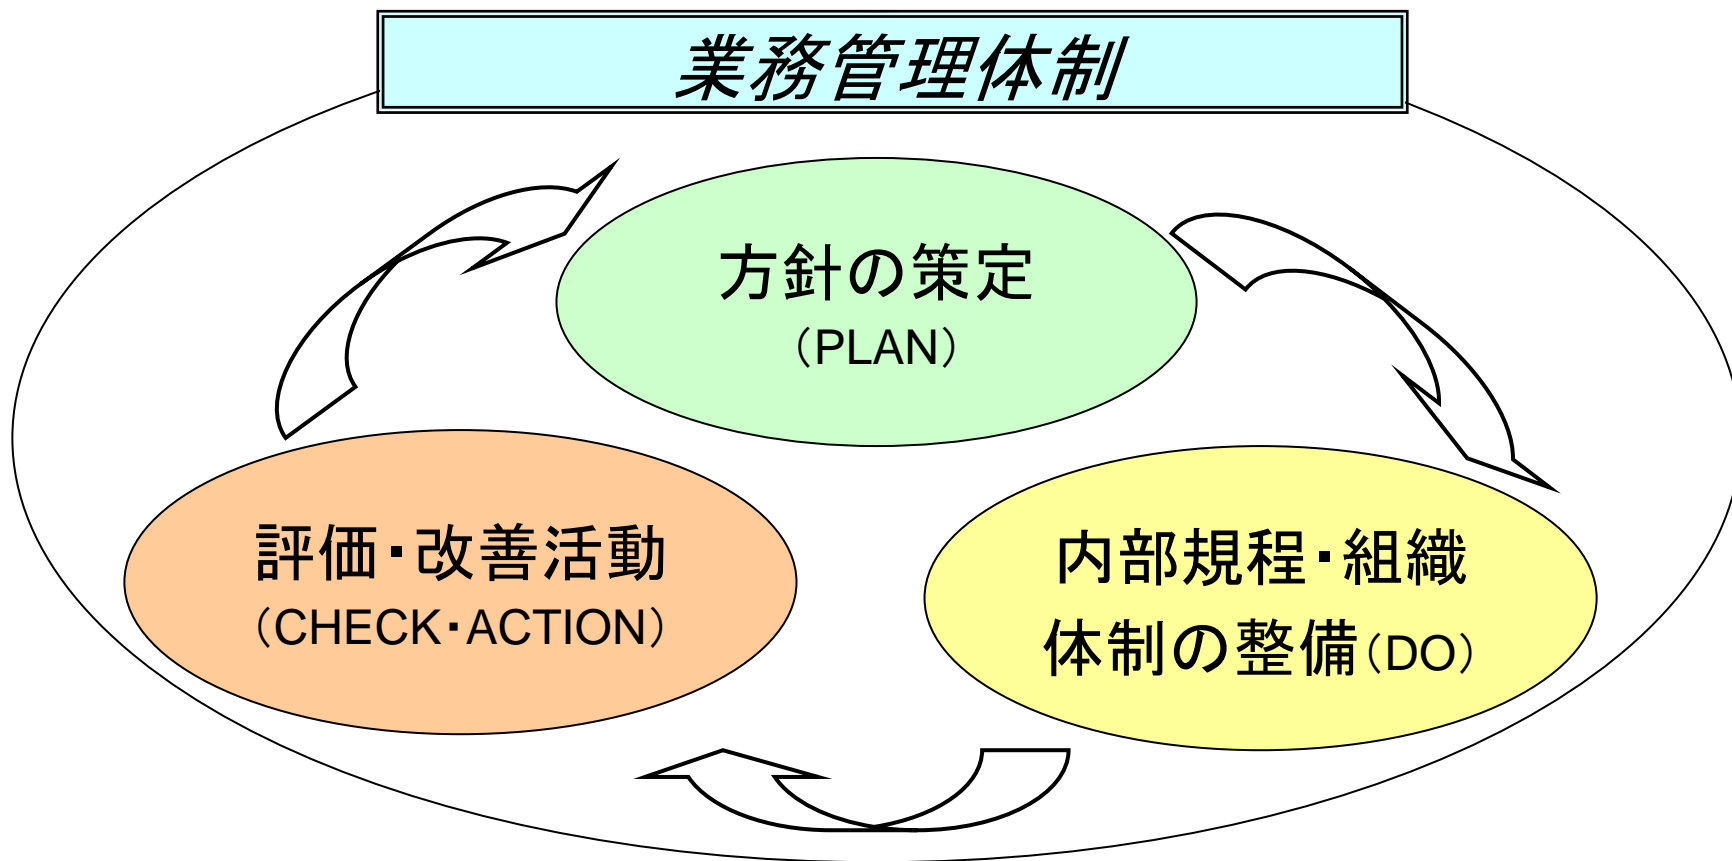 業務管理体制
方針の策定
（PLAN）
評価・改善活動
（CHECK・ACTION）
内部規程・組織
体制の整備（DO）